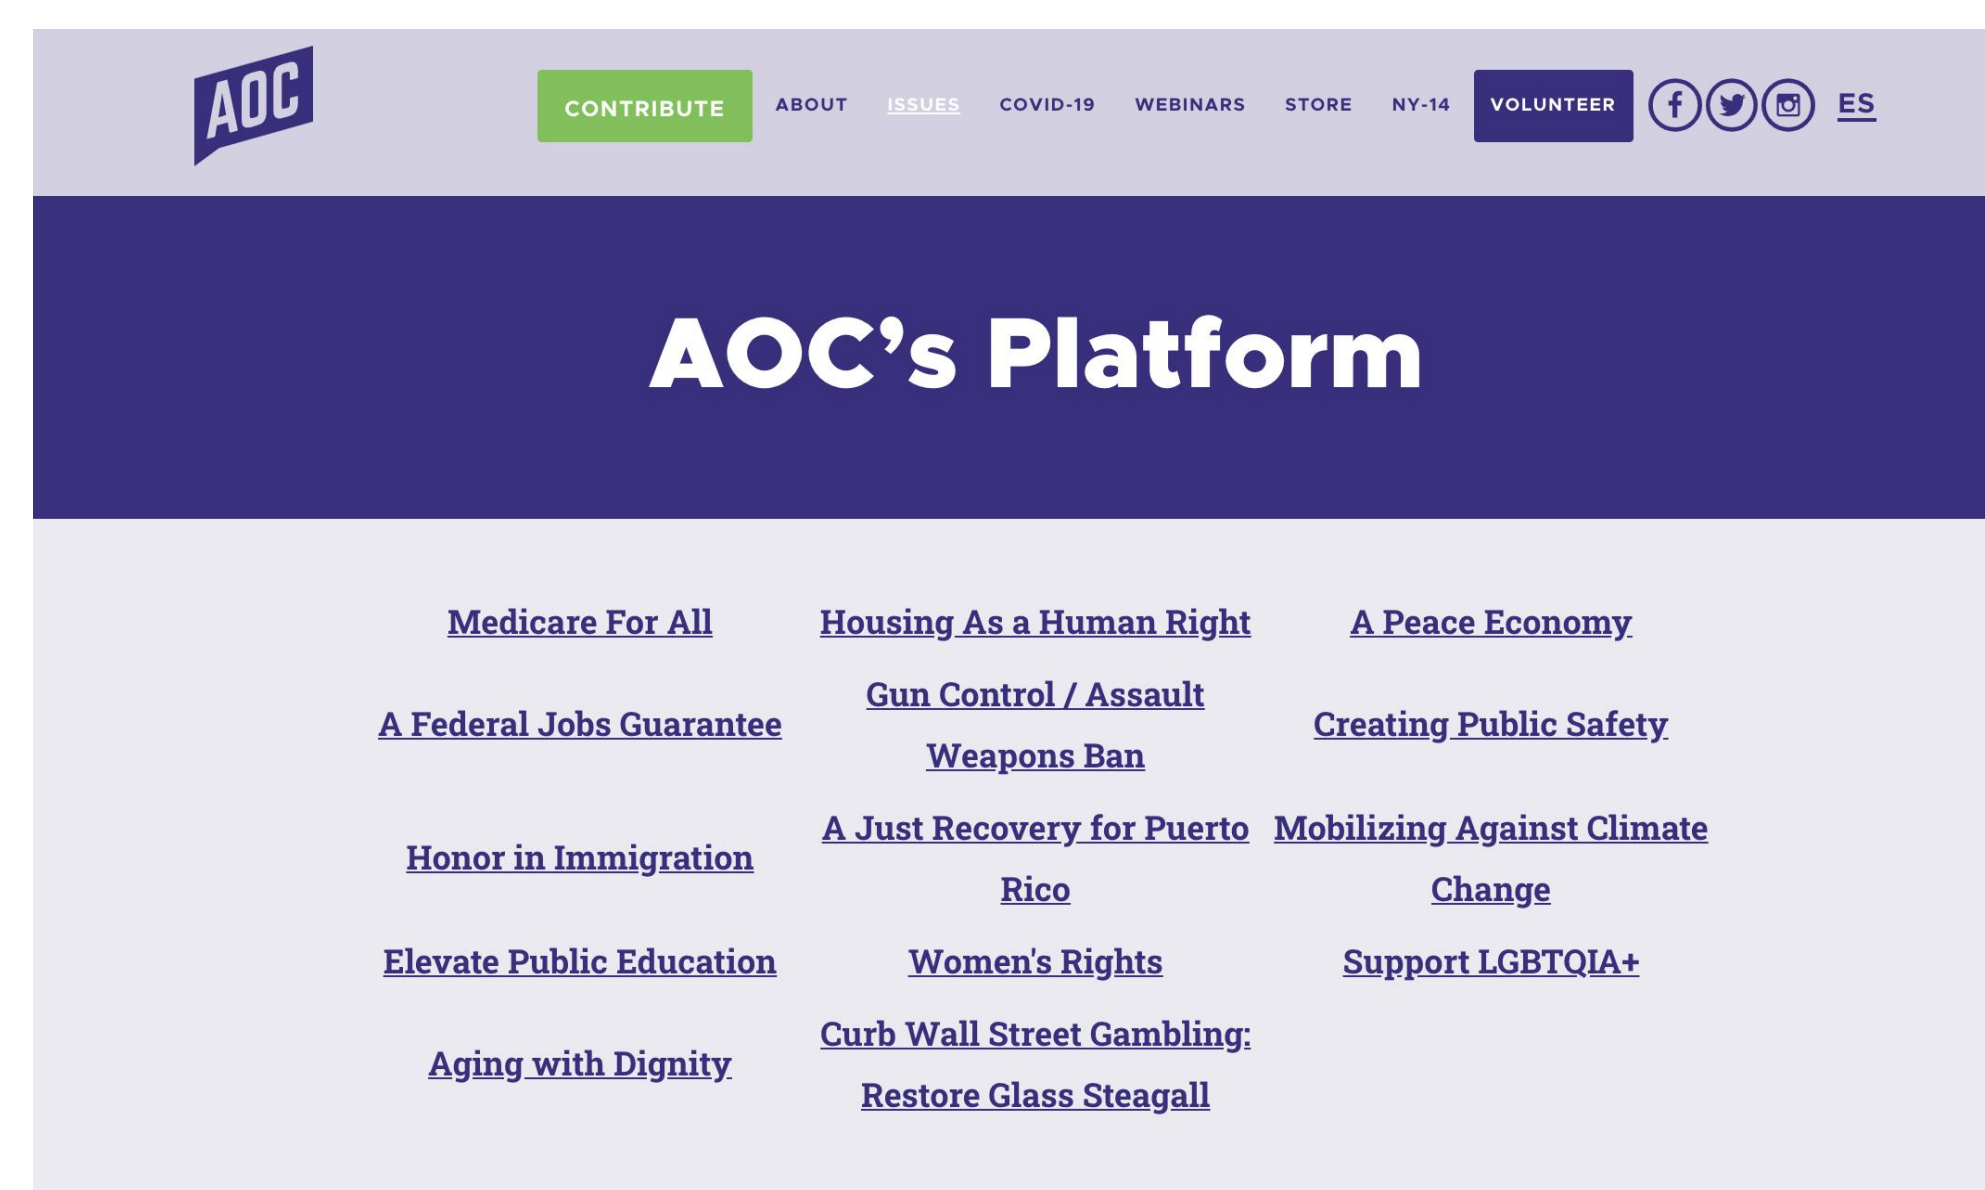 AOC
CONTRIBUTE
ABOUT
ISSUES
COVID-19
WEBINARS
STORE
NY-14
VOLUNTEER
ES
AOC’s Platform
Medicare For All
Housing As a Human Right
A Peace Economy
A Federal Jobs Guarantee
Gun Control / Assault
Weapons Ban
Creating Public Safety
Honor in Immigration
A Just Recovery for Puerto
Rico
Mobilizing Against Climate
Change
Elevate Public Education
Women's Rights
Support LGBTQIA+
Aging with Dignity
Curb Wall Street Gambling:
Restore Glass Steagall